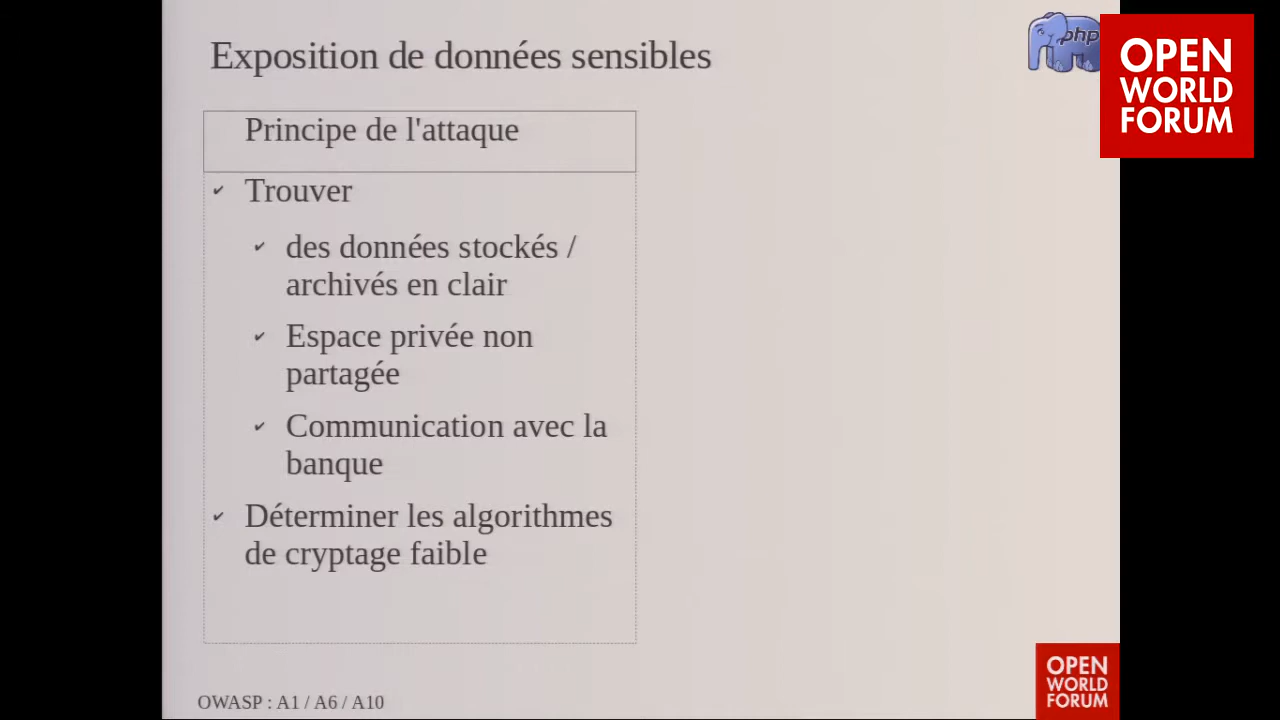 Exposition de données sensibles
php
OPEN
WORLD
FORUM
Principe de l'attaque
✔ Trouver
✔ des données stockés /
archivés en clair
✔ Espace privée non
partagée
✔ Communication avec la
banque
✔ Déterminer les algorithmes
de cryptage faible
OWASP : A1 / A6 / A10
OPEN
WORLD
FORUM